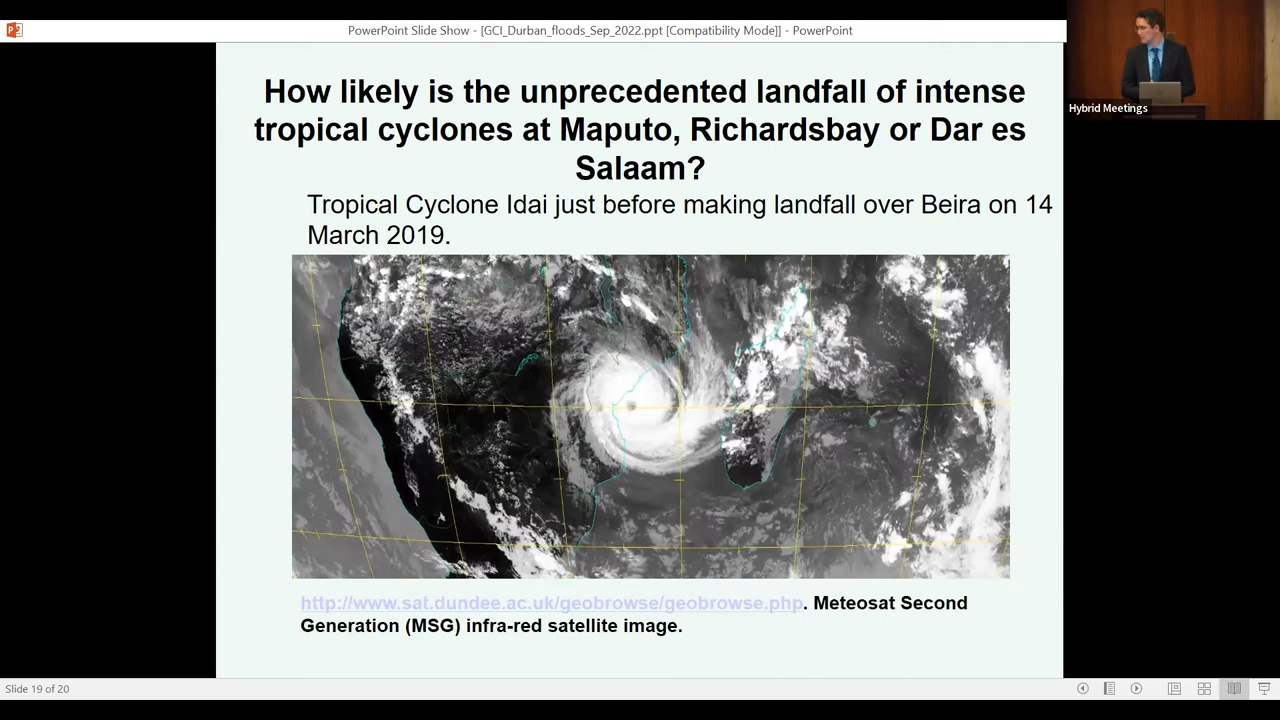 PowerPoint Slide Show - [GCI_Durban_floods_Sep_2022.ppt [Compatibility Mode]] - PowerPoint
Hybrid Meetings
How likely is the unprecedented landfall of intense
tropical cyclones at Maputo, Richardsbay or Dar es
Salaam?
Tropical Cyclone Idai just before making landfall over Beira on 14
March 2019.
http://www.sat.dundee.ac.uk/geobrowse/geobrowse.php. Meteosat Second
Generation (MSG) infra-red satellite image.
Slide 19 of 20